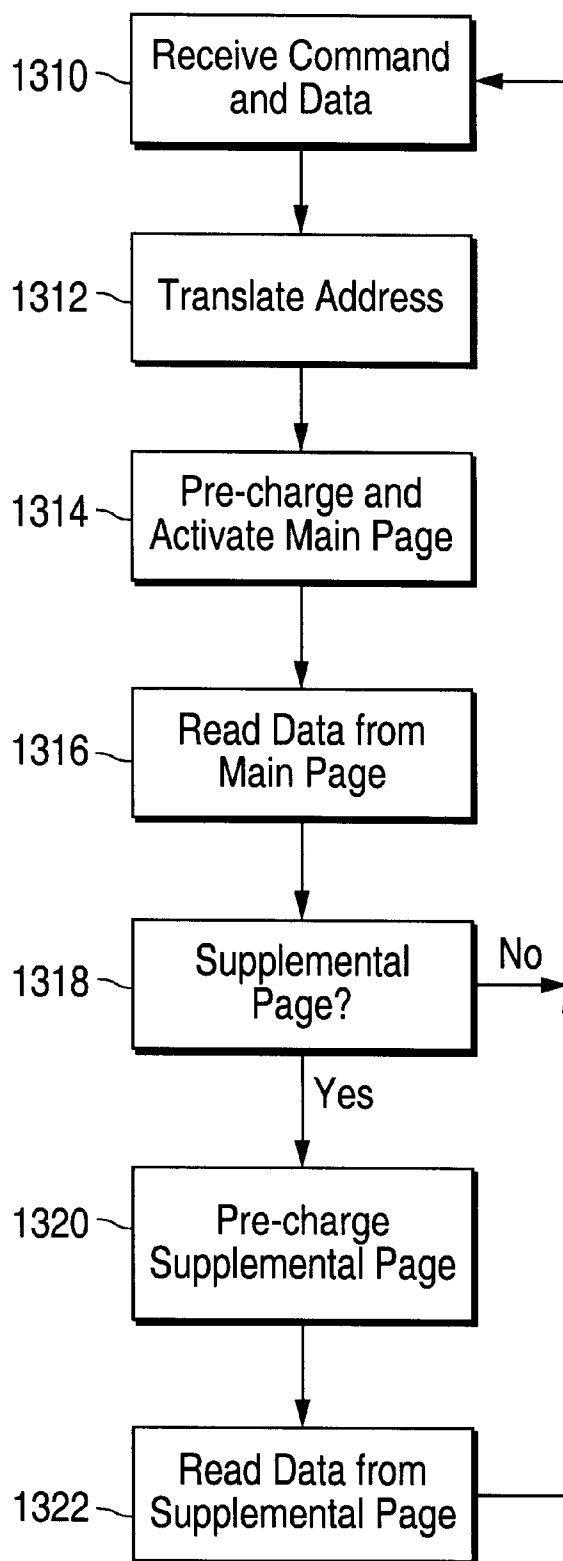 1310
Receive Command
and Data
1312
Translate Address
1314
Pre-charge and
Activate Main Page
1316
Read Data from
Main Page
1318
Supplemental
Page?
No
Yes
1320
Pre-charge
Supplemental Page
1322
Read Data from
Supplemental Page